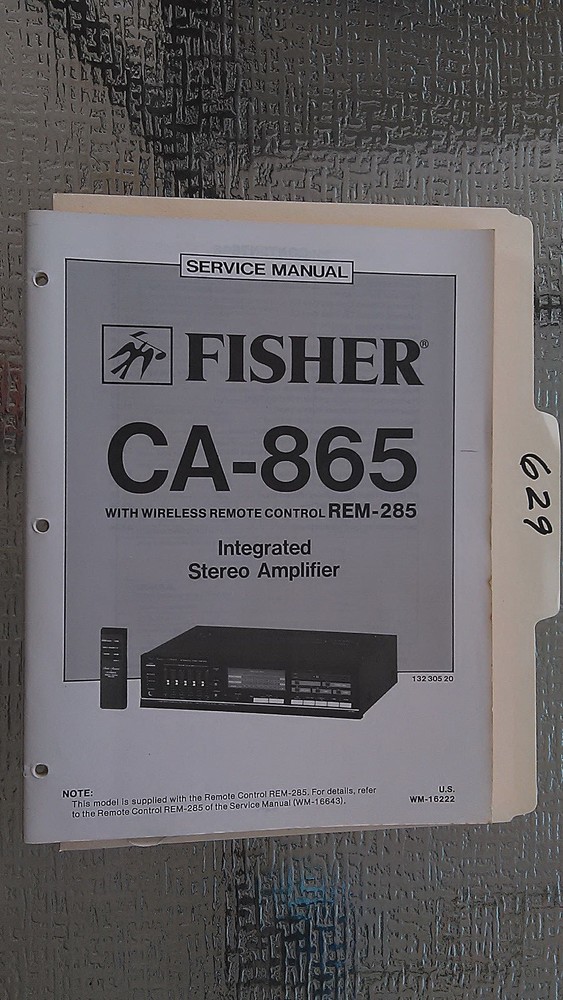 SERVICE MANUAL
FISHER®
CA-865
WITH WIRELESS REMOTE CONTROL REM-285
Integrated
Stereo Amplifier
132 305 20
NOTE:
This model is supplied with the Remote Control REM-285. For details, refer
to the Remote Control REM-285 of the Service Manual (WM-16643).
U.S.
WM-15222
629